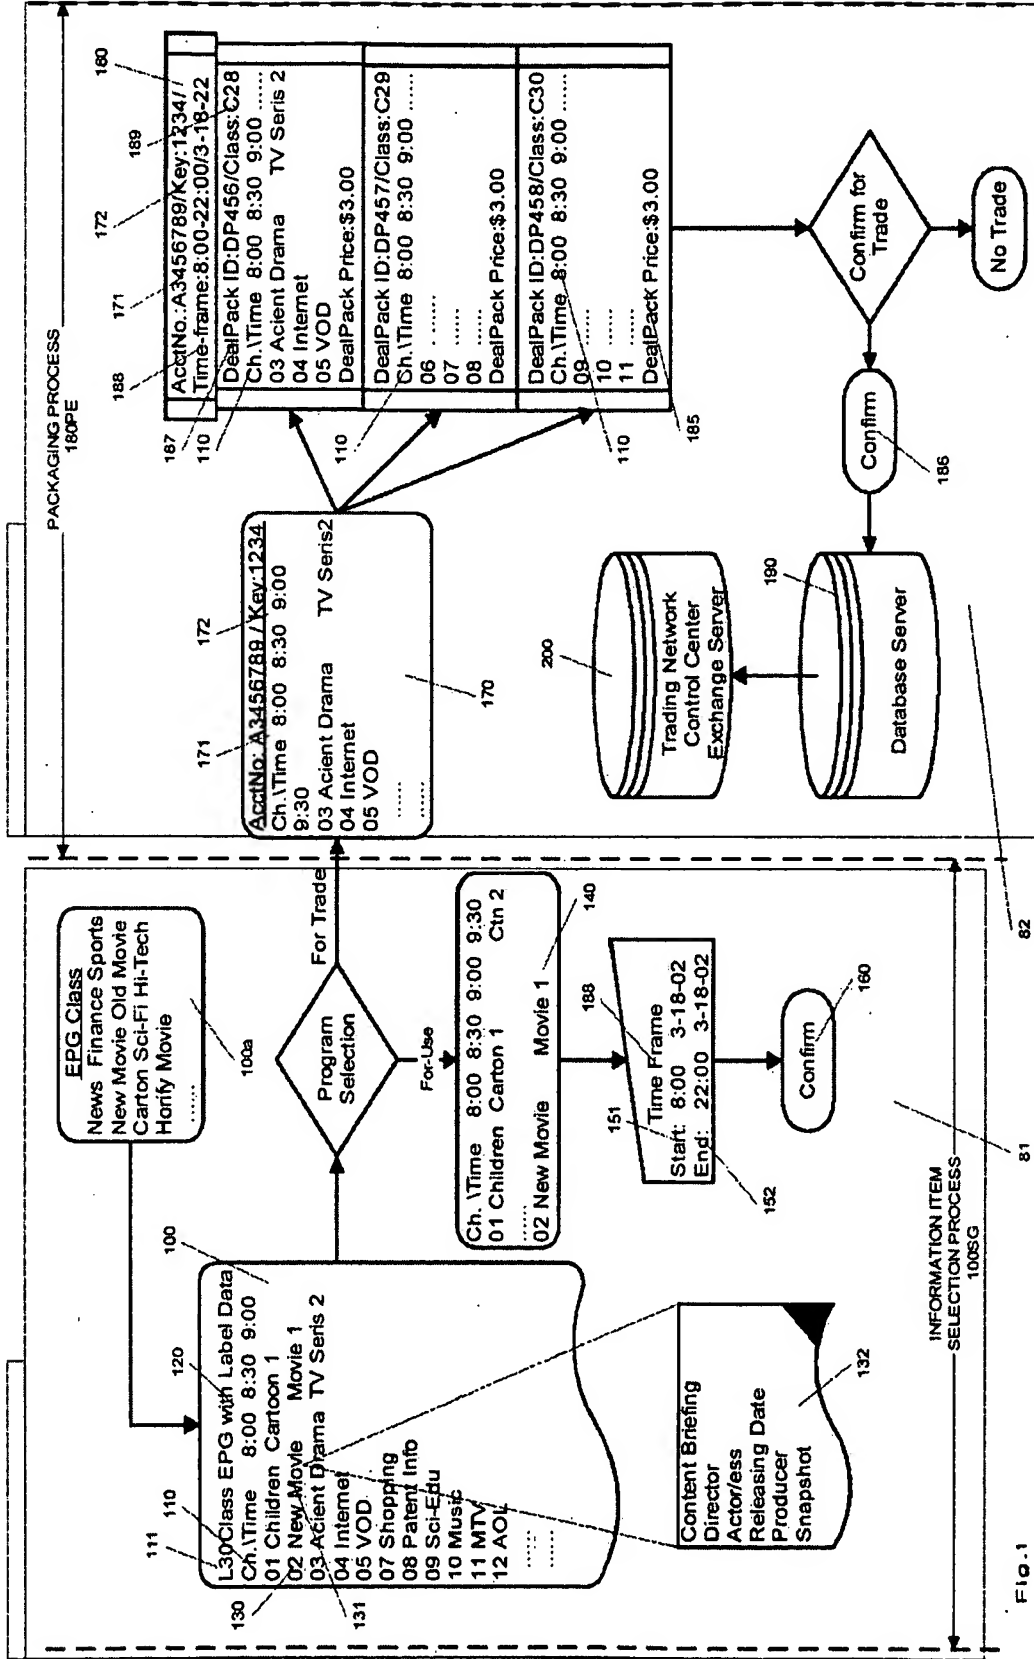 PACKAGING PROCESS
180PE
188
171
172
189
180
AcctNo.:A3456789/Key:1234/
Time-frame:8:00-22:00/3-18-22
187
110
DealPack ID:DP456/Class:C28
Ch.\Time 8:00 8:30 9:00 ......
03 Acient Drama TV Seris 2
04 Internet
05 VOD
DealPack Price:$3.00
110
DealPack ID:DP457/Class:C29
Ch.\Time 8:00 8:30 9:00 ......
06 ......
07 ......
08 ......
DealPack Price:$3.00
DealPack ID:DP458/Class:C30
Ch.\Time 8:00 8:30 9:00 ......
09 ......
10 ......
11 ......
DealPack Price:$3.00
110
185
171
172
AcctNo: A3456789 / Key:1234
Ch.\Time 8:00 8:30 9:00
9:30
03 Acient Drama TV Seris2
04 Internet
05 VOD
......
......
170
Confirm for
Trade
No Trade
Confirm
186
200
Trading Network
Control Center
Exchange Server
190
Database Server
82
EPG Class
News Finance Sports
New Movie Old Movie
Carton Sci-Fi Hi-Tech
Horify Movie
......
100a
For Trade
Program
Selection
For-Use
Ch. \Time 8:00 8:30 9:00 9:30
01 Children Carton 1 Ctn 2
......
02 New Movie Movie 1
140
188
151
Time Frame
Start: 8:00 3-18-02
End: 22:00 3-18-02
152
Confirm
160
81
111
110
120
100
L30Class EPG with Label Data
Ch.\Time 8:00 8:30 9:00
01 Children Cartoon 1
02 New Movie Movie 1
03 Acient Drama TV Seris 2
04 Internet
05 VOD
07 Shopping
08 Patent Info
09 Sci-Edu
10 Music
11 MTV
12 AOL
......
......
130
131
Content Briefing
Director
Actor/less
Releasing Date
Producer
Snapshot
132
INFORMATION ITEM
SELECTION PROCESS
100SG
Fig.1